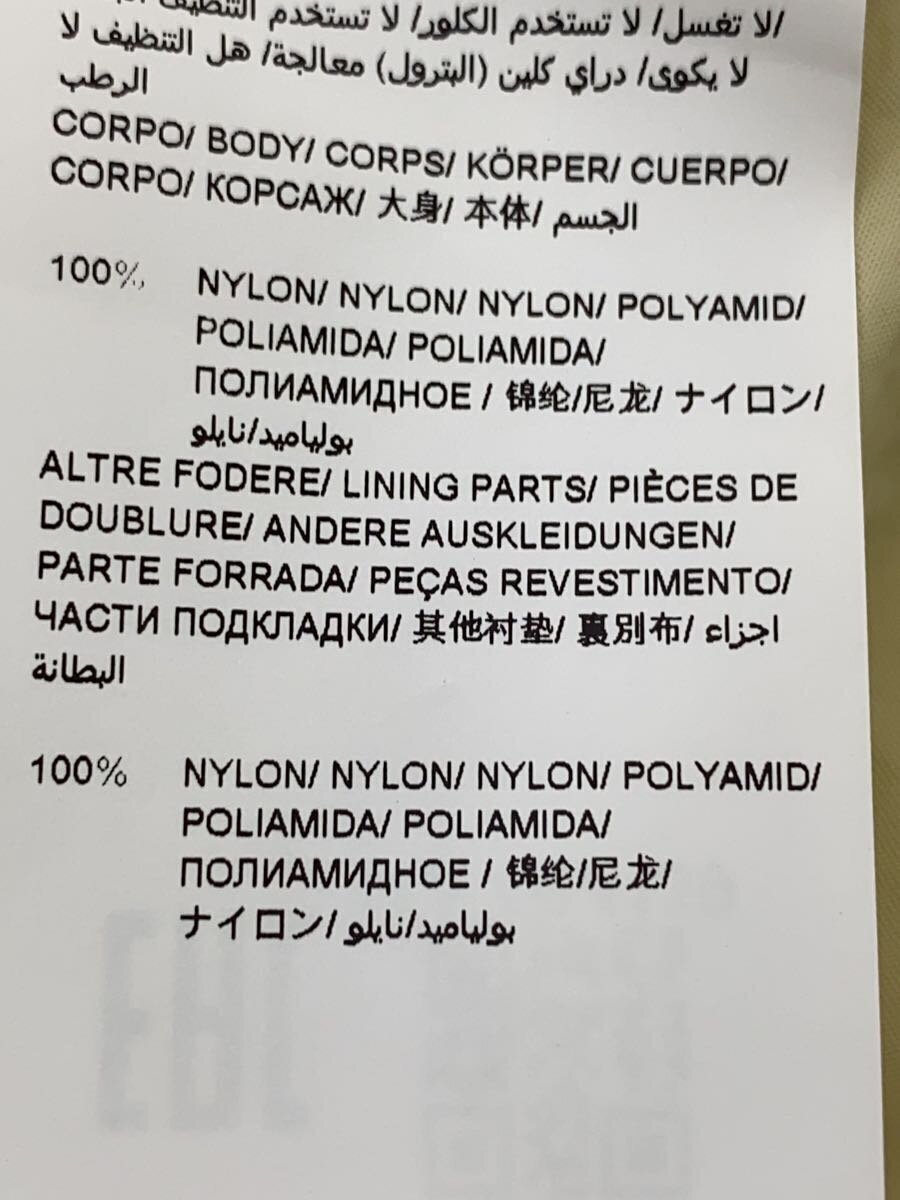 /لا تغسل/ لا تستخدم الكلور/ لا تستخدم التنظيف
لا يكوى/ دراي كلين (البترول) معالجة/ هل التنظيف لا
الرطب
CORPO/ BODY/ CORPS/ KÖRPER/ CUERPO/
CORPO/ КОРСАЖ/ 大身/ 本体/ الجسم
100% NYLON/ NYLON/ NYLON/ POLYAMID/
POLIAMIDA/ POLIAMIDA/
ПОЛИАМИДНОЕ / 锦纶/尼龙/ ナイロン/
بولياميد/نايلو
ALTRE FODERE/ LINING PARTS/ PIÈCES DE
DOUBLURE/ ANDERE AUSKLEIDUNGEN/
PARTE FORRADA/ PEÇAS REVESTIMENTO/
ЧАСТИ ПОДКЛАДКИ/ 其他衬垫/ 裏別布/ اجزاء
البطانة
100% NYLON/ NYLON/ NYLON/ POLYAMID/
POLIAMIDA/ POLIAMIDA/
ПОЛИАМИДНОЕ / 锦纶/尼龙/
ナイロン/ بولياميد/نايلو